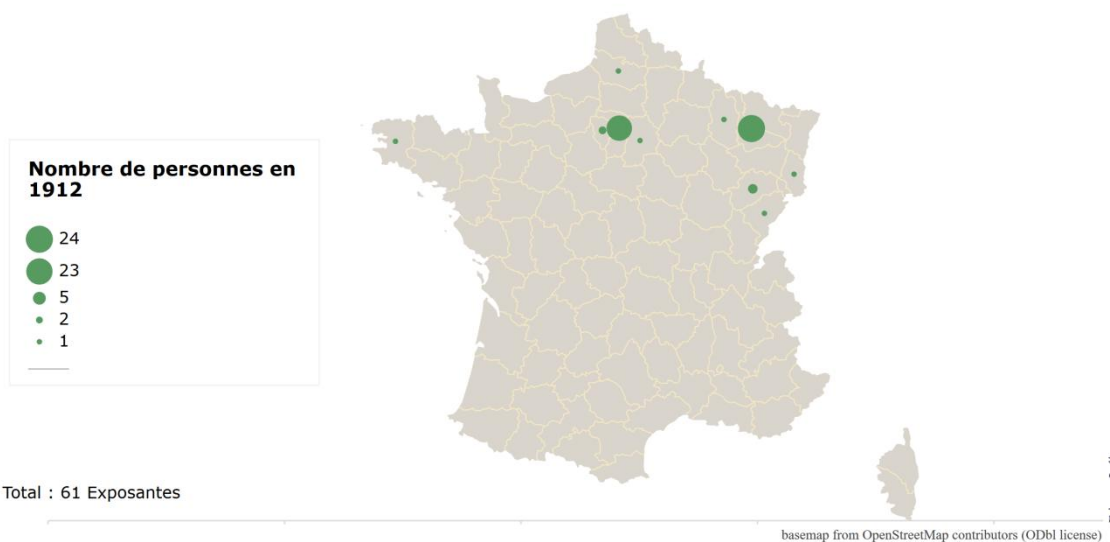 Nombre de personnes en
1912
24
23
5
2
1
Total : 61 Exposantes
basemap from OpenStreetMap contributors (ODbl license)